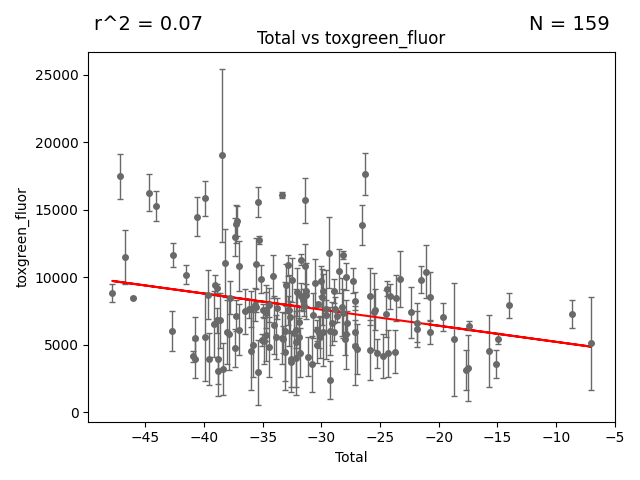 r^2 = 0.07
N = 159
Total vs toxgreen_fluor
25000
20000
15000
10000
5000
0
toxgreen_fluor
−45 −40 −35 −30 −25 −20 −15 −10 −5
Total